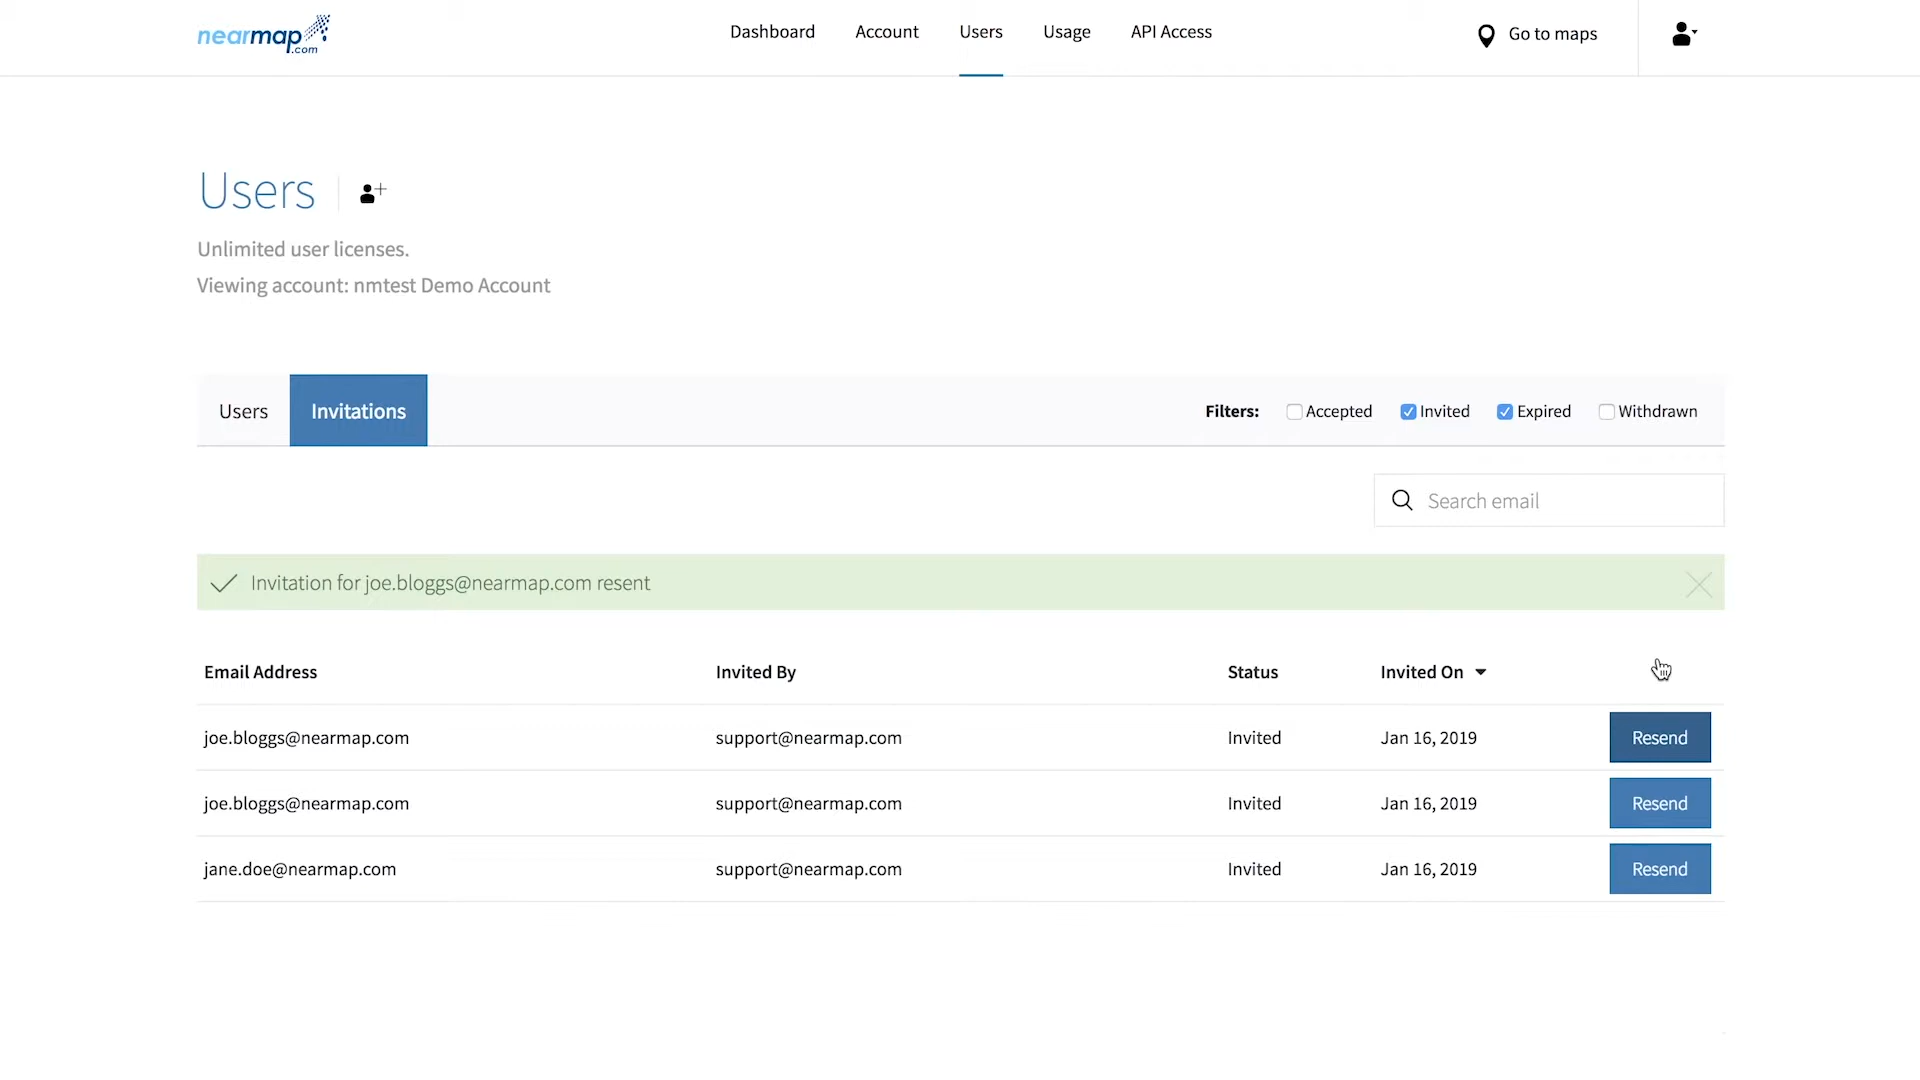 nearmap.com
Dashboard Account Users Usage API Access Go to maps
Users
Unlimited user licenses.
Viewing account: nmtest Demo Account
Users Invitations Filters: Accepted Invited Expired Withdrawn
Search email
Invitation for joe.bloggs@nearmap.com resent
Email Address Invited By Status Invited On
joe.bloggs@nearmap.com support@nearmap.com Invited Jan 16, 2019 Resend
joe.bloggs@nearmap.com support@nearmap.com Invited Jan 16, 2019 Resend
jane.doe@nearmap.com support@nearmap.com Invited Jan 16, 2019 Resend